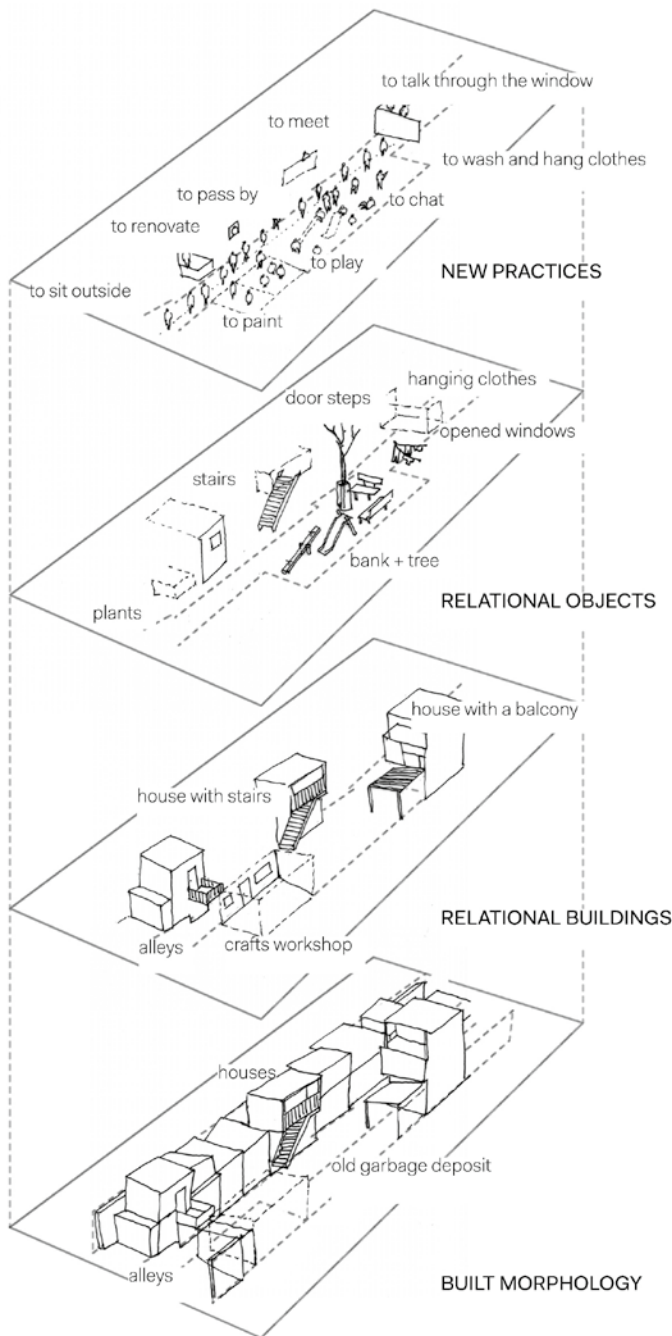 to talk through the window
to meet
to wash and hang clothes
to pass by
to chat
to renovate
to play
NEW PRACTICES
to sit outside
to paint
hanging clothes
door steps
opened windows
stairs
bank + tree
RELATIONAL OBJECTS
plants
house with a balcony
house with stairs
RELATIONAL BUILDINGS
alleys
crafts workshop
houses
old garbage deposit
alleys
BUILT MORPHOLOGY